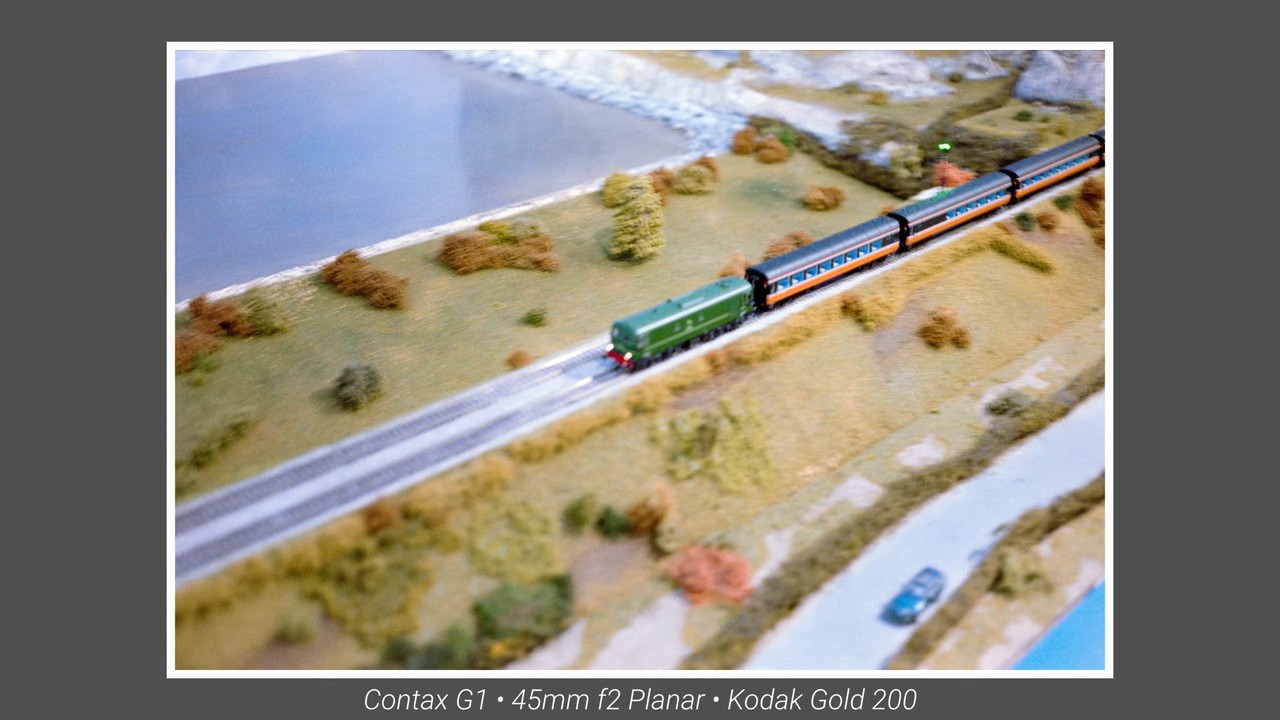 Contax G1 • 45mm f2 Planar • Kodak Gold 200